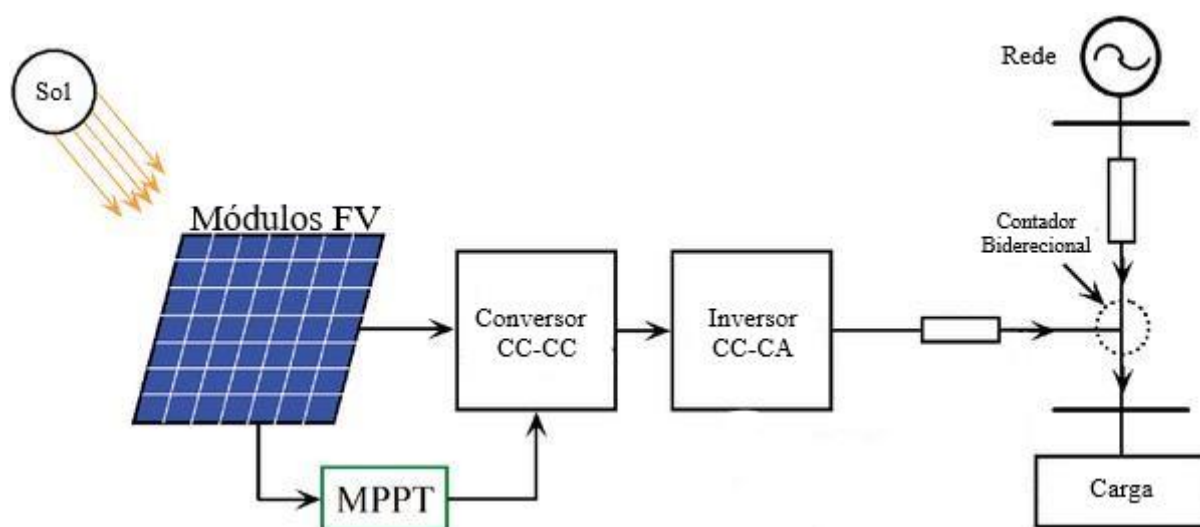 Sol
Rede
Módulos FV
Contador
Biderecional
Conversor
CC-CC
Inversor
CC-CA
MPPT
Carga